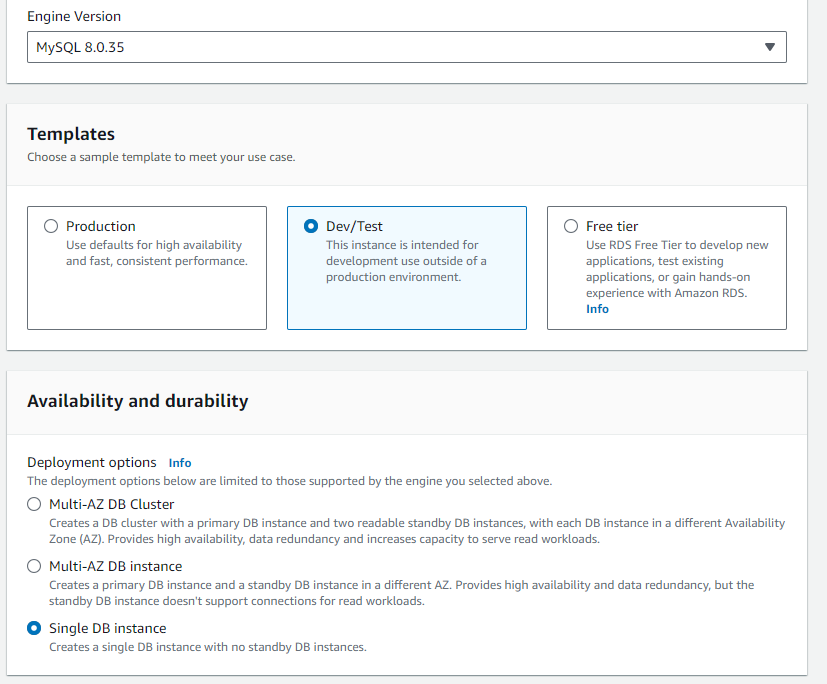 Engine Version
MySQL 8.0.35
Templates
Choose a sample template to meet your use case.
Production
Use defaults for high availability
and fast, consistent performance.
Dev/Test
This instance is intended for
development use outside of a
production environment.
Free tier
Use RDS Free Tier to develop new
applications, test existing
applications, or gain hands-on
experience with Amazon RDS.
Info
Availability and durability
Deployment options Info
The deployment options below are limited to those supported by the engine you selected above.
Multi-AZ DB Cluster
Creates a DB cluster with a primary DB instance and two readable standby DB instances, with each DB instance in a different Availability
Zone (AZ). Provides high availability, data redundancy and increases capacity to serve read workloads.
Multi-AZ DB instance
Creates a primary DB instance and a standby DB instance in a different AZ. Provides high availability and data redundancy, but the
standby DB instance doesn't support connections for read workloads.
Single DB instance
Creates a single DB instance with no standby DB instances.